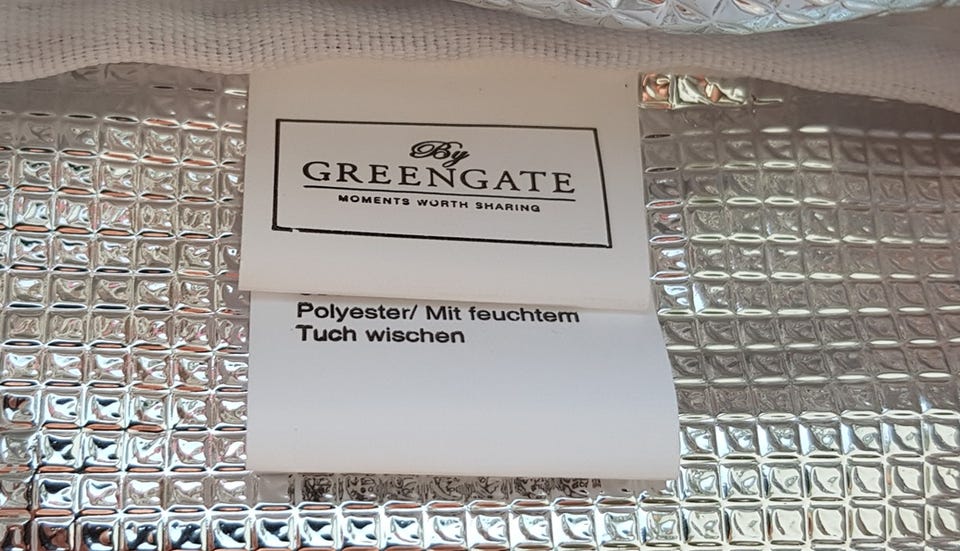 By
GREENGATE
MOMENTS WORTH SHARING
Polyester/ Mit feuchtem
Tuch wischen